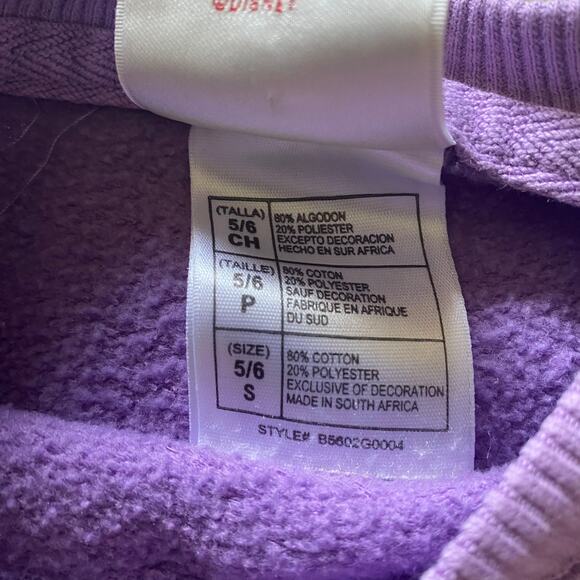 ©DISNEY
(TALLA)
5/6
CH
80% ALGODON
20% POLIESTER
EXCEPTO DECORACION
HECHO EN SUR AFRICA
(TAILLE)
5/6
P
80% COTON
20% POLYESTER
SAUF DECORATION
FABRIQUE EN AFRIQUE
DU SUD
(SIZE)
5/6
S
80% COTTON
20% POLYESTER
EXCLUSIVE OF DECORATION
MADE IN SOUTH AFRICA
STYLE# B5602G0004